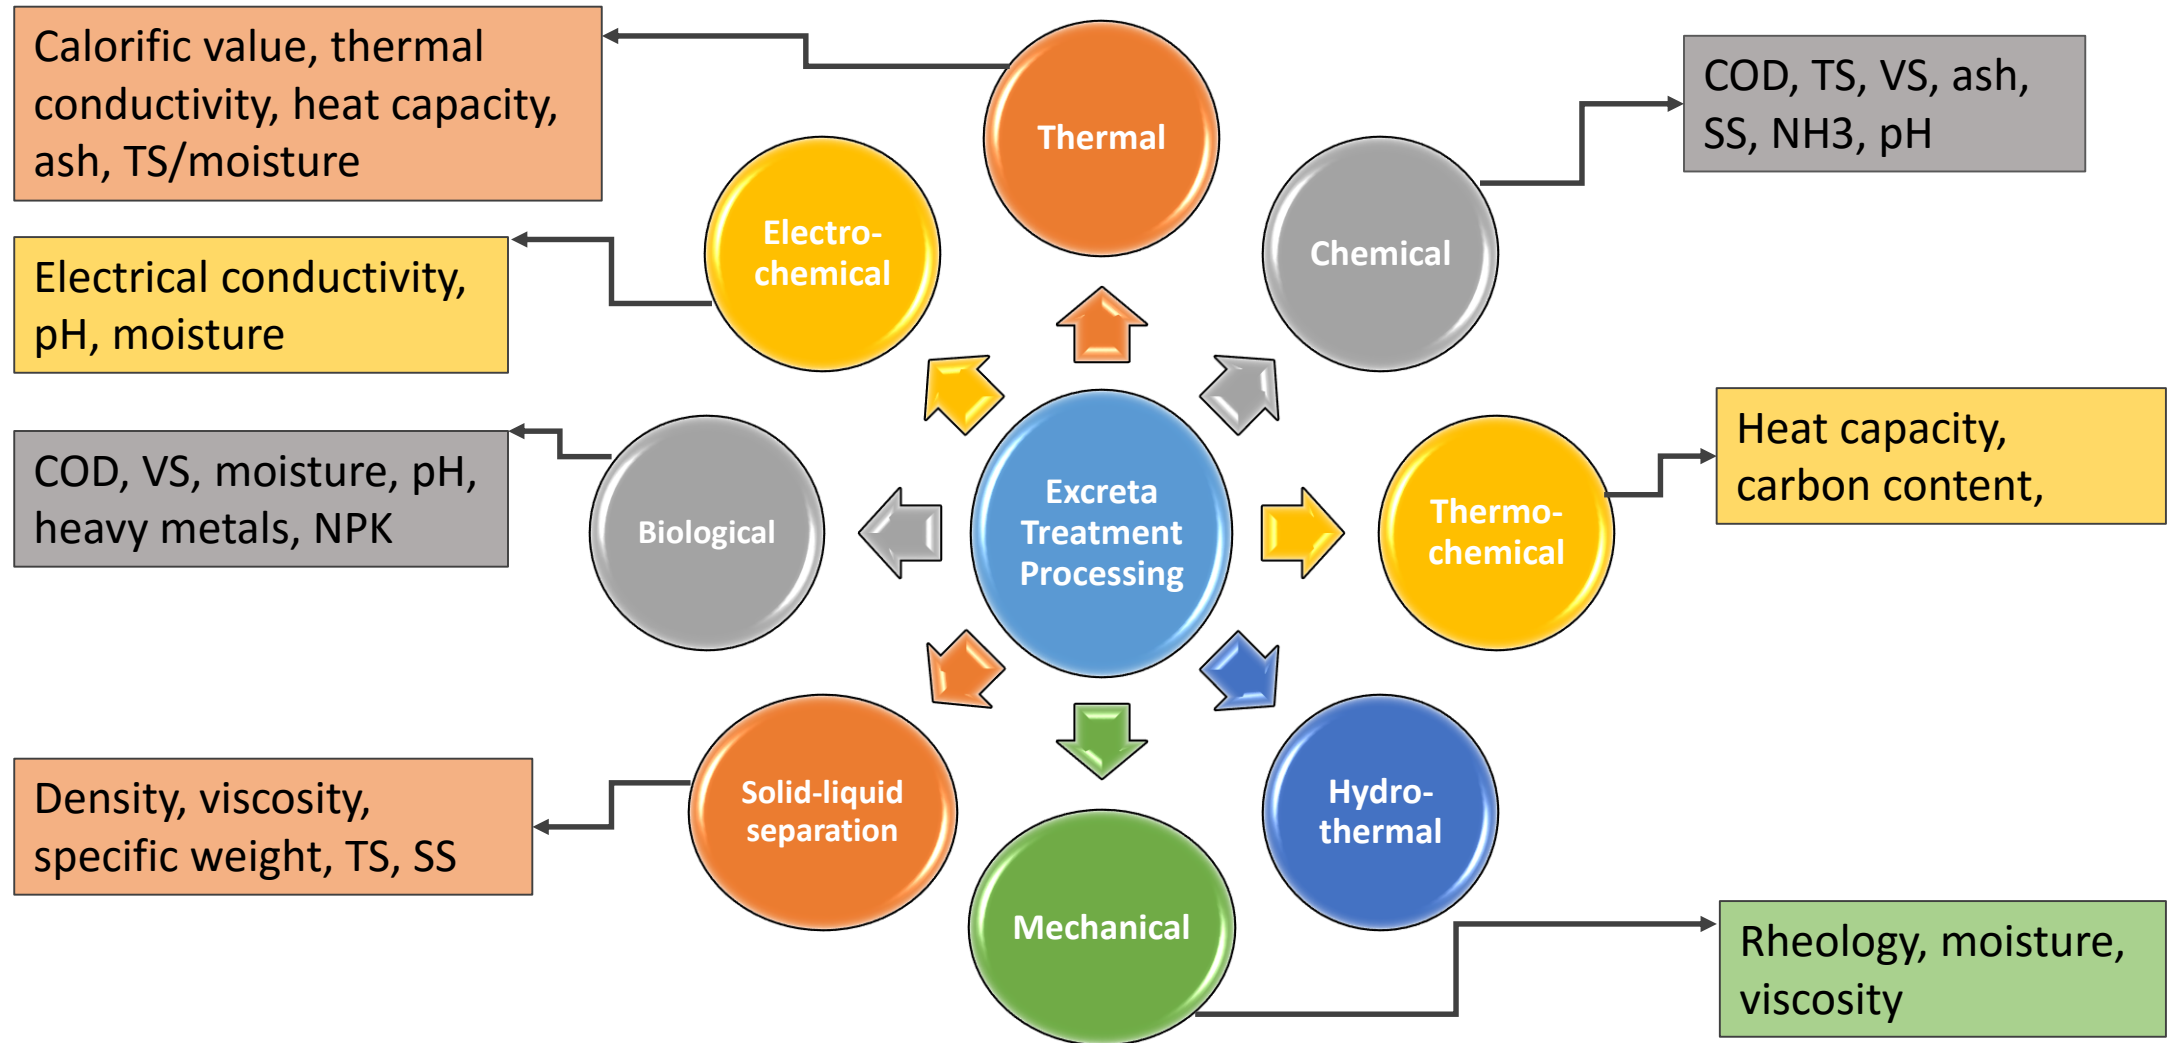 Calorific value, thermal
conductivity, heat capacity,
ash, TS/moisture
Thermal
COD, TS, VS, ash,
SS, NH3, pH
Electro-
chemical
Chemical
Electrical conductivity,
pH, moisture
Heat capacity,
carbon content,
COD, VS, moisture, pH,
heavy metals, NPK
Biological
Excreta
Treatment
Processing
Thermo-
chemical
Density, viscosity,
specific weight, TS, SS
Solid-liquid
separation
Hydro-
thermal
Mechanical
Rheology, moisture,
viscosity